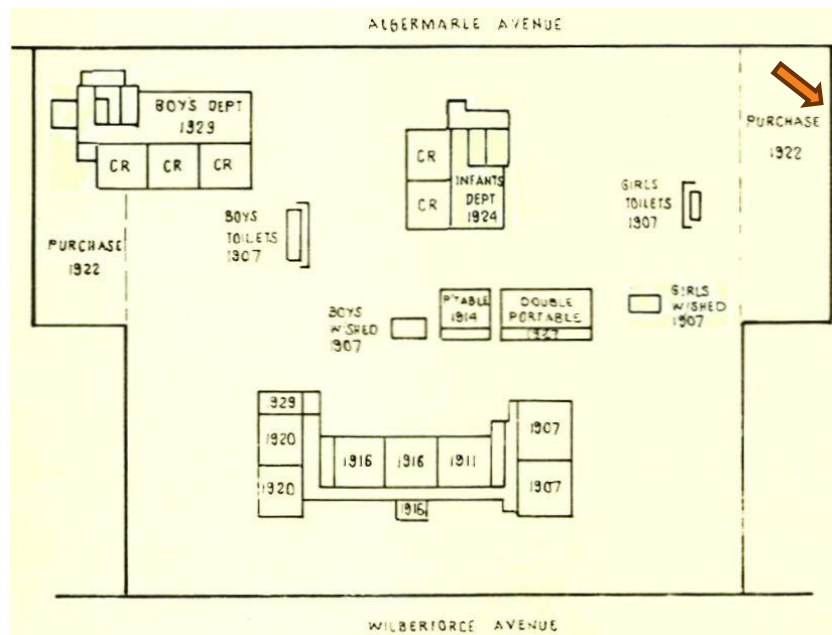 ALBERMARLE AVENUE
BOY'S DEPT
1929
CR CR CR
PURCHASE
1922
BOYS
TOILETS
1907
CR
CR
INFANTS
DEPT
1924
GIRLS
TOILETS
1907
PURCHASE
1922
BOYS
W'SHED
1907
P'TABLE
1914
DOUBLE
PORTABLE
1927
GIRLS
W/SHED
1907
1929
1920
1920
1916 1916 1911
1916
1907
1907
WILBERFORCE AVENUE